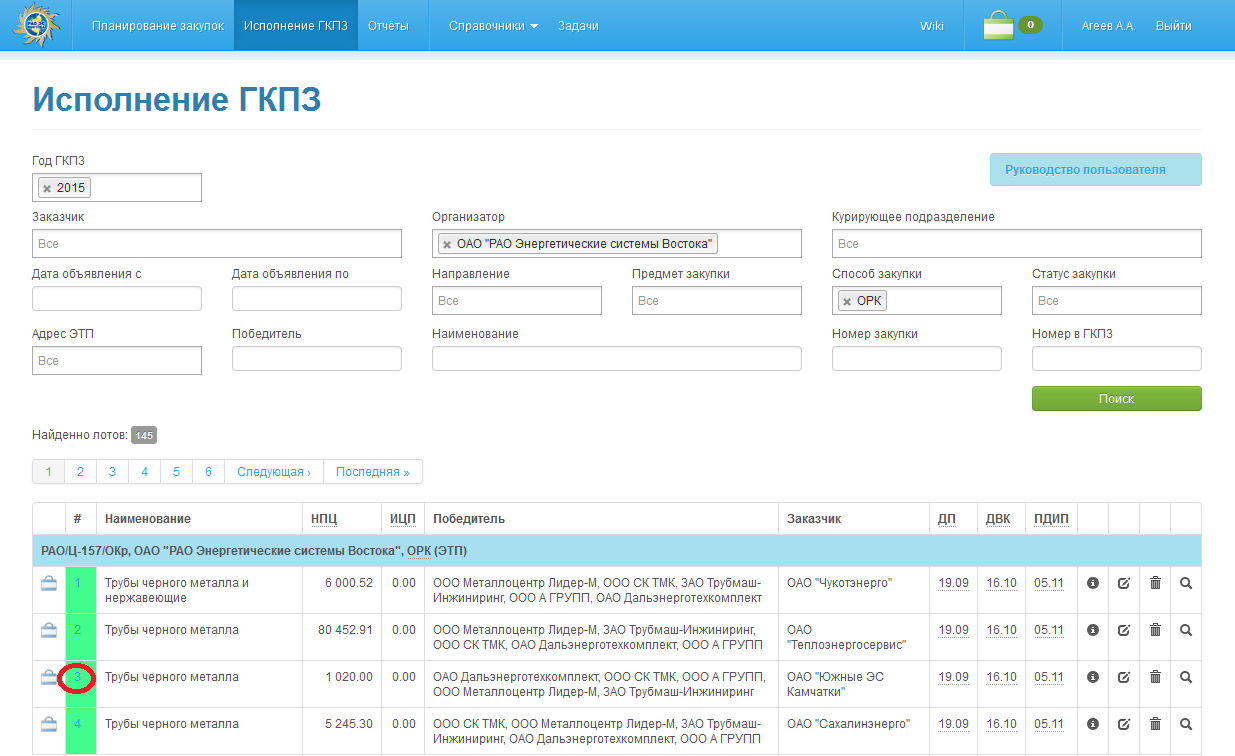 Планирование закупок Исполнение ГКПЗ Отчёты Справочники Задачи Wiki 0 Агеев А.А. Выйти
Исполнение ГКПЗ
Год ГКПЗ
Руководство пользователя
× 2015
Заказчик Организатор Курирующее подразделение
Все × ОАО "РАО Энергетические системы Востока" Все
Дата объявления с Дата объявления по Направление Предмет закупки Способ закупки Статус закупки
Все Все × ОРК Все
Адрес ЭТП Победитель Наименование Номер закупки Номер в ГКПЗ
Все
Поиск
Найденно лотов: 145
1 2 3 4 5 6 Следующая › Последняя »
# Наименование НПЦ ИЦП Победитель Заказчик ДП ДВК ПДИП
РАО/Ц-157/ОКр, ОАО "РАО Энергетические системы Востока", ОРК (ЭТП)
1 Трубы черного металла и 6 000.52 0.00 ООО Металлоцентр Лидер-М, ООО СК ТМК, ЗАО Трубмаш- ОАО "Чукотэнерго" 19.09 16.10 05.11
нержавеющие Инжиниринг, ООО А ГРУПП, ОАО Дальэнерготехкомплект
2 Трубы черного металла 80 452.91 0.00 ООО Металлоцентр Лидер-М, ЗАО Трубмаш-Инжиниринг, ОАО 19.09 16.10 05.11
ООО СК ТМК, ОАО Дальэнерготехкомплект, ООО А ГРУПП "Теплоэнергосервис"
3 Трубы черного металла 1 020.00 0.00 ОАО Дальэнерготехкомплект, ООО СК ТМК, ООО А ГРУПП, ОАО "Южные ЭС 19.09 16.10 05.11
ООО Металлоцентр Лидер-М, ЗАО Трубмаш-Инжиниринг Камчатки"
4 Трубы черного металла 5 245.30 0.00 ООО СК ТМК, ООО Металлоцентр Лидер-М, ЗАО Трубмаш- ОАО "Сахалинэнерго" 19.09 16.10 05.11
Инжиниринг, ОАО Дальэнерготехкомплект, ООО А ГРУПП